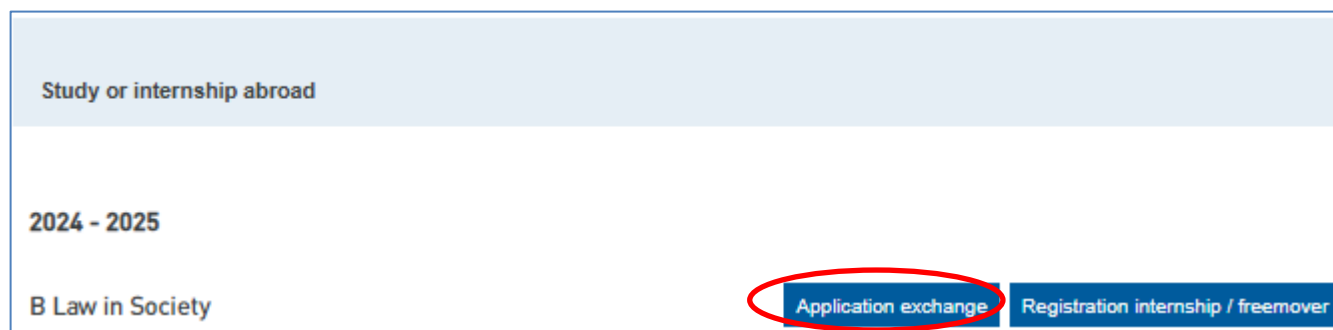 Study or internship abroad
2024 - 2025
B Law in Society
Application exchange
Registration internship / freemover